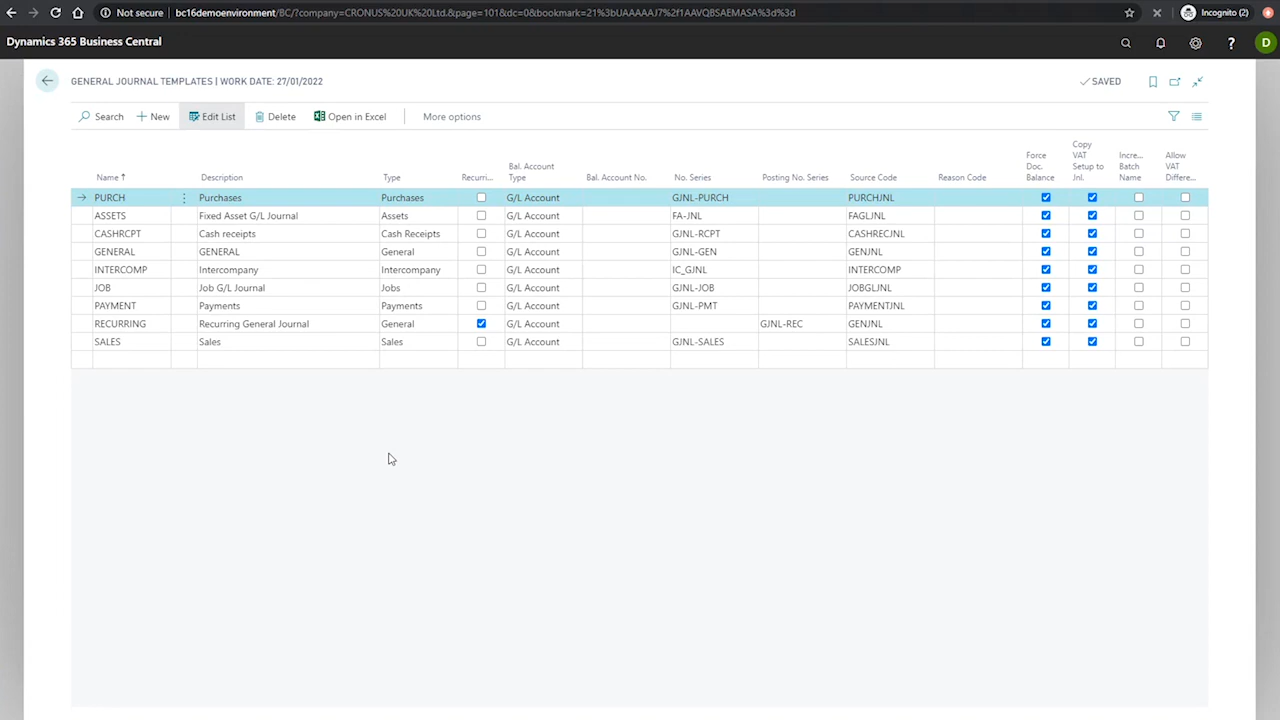 Not secure bc16demoenvironment/BC/?company=CRONUS%20UK%20Ltd.&page=101&dc=0&bookmark=21%3bUAAAAAJ7%2f1AAVQBSAEMASA%3d%3d Incognito (2)
Dynamics 365 Business Central ? D
GENERAL JOURNAL TEMPLATES | WORK DATE: 27/01/2022 SAVED
Search New Edit List Delete Open in Excel More options
Name Description Type Recurri... Bal. Account Type Bal. Account No. No. Series Posting No. Series Source Code Reason Code Force Doc. Balance Copy VAT Setup to Jnl. Incre... Batch Name Allow VAT Differe...
PURCH Purchases Purchases G/L Account GJNL-PURCH PURCHJNL
ASSETS Fixed Asset G/L Journal Assets G/L Account FA-JNL FAGLJNL
CASHRCPT Cash receipts Cash Receipts G/L Account GJNL-RCPT CASHRECJNL
GENERAL GENERAL General G/L Account GJNL-GEN GENJNL
INTERCOMP Intercompany Intercompany G/L Account IC_GJNL INTERCOMP
JOB Job G/L Journal Jobs G/L Account GJNL-JOB JOBGLJNL
PAYMENT Payments Payments G/L Account GJNL-PMT PAYMENTJNL
RECURRING Recurring General Journal General G/L Account GJNL-REC GENJNL
SALES Sales Sales G/L Account GJNL-SALES SALESJNL